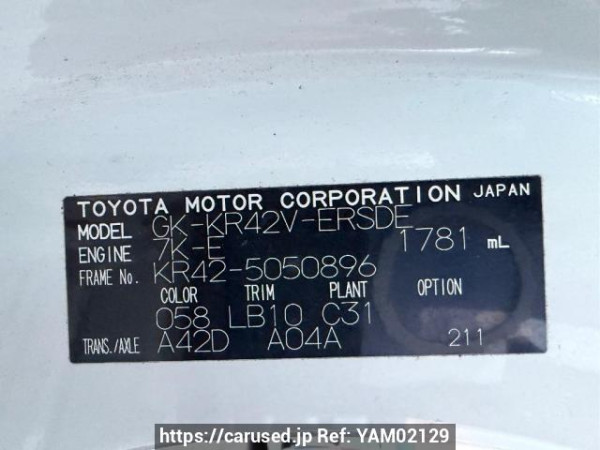 TOYOTA MOTOR CORPORATION JAPAN
MODEL GK-KR42V-ERSDE
ENGINE 7K-E 1781 mL
FRAME No. KR42-5050896
COLOR TRIM PLANT OPTION
058 LB10 C31
TRANS./AXLE A42D A04A 211
https://carused.jp Ref: YAM02129